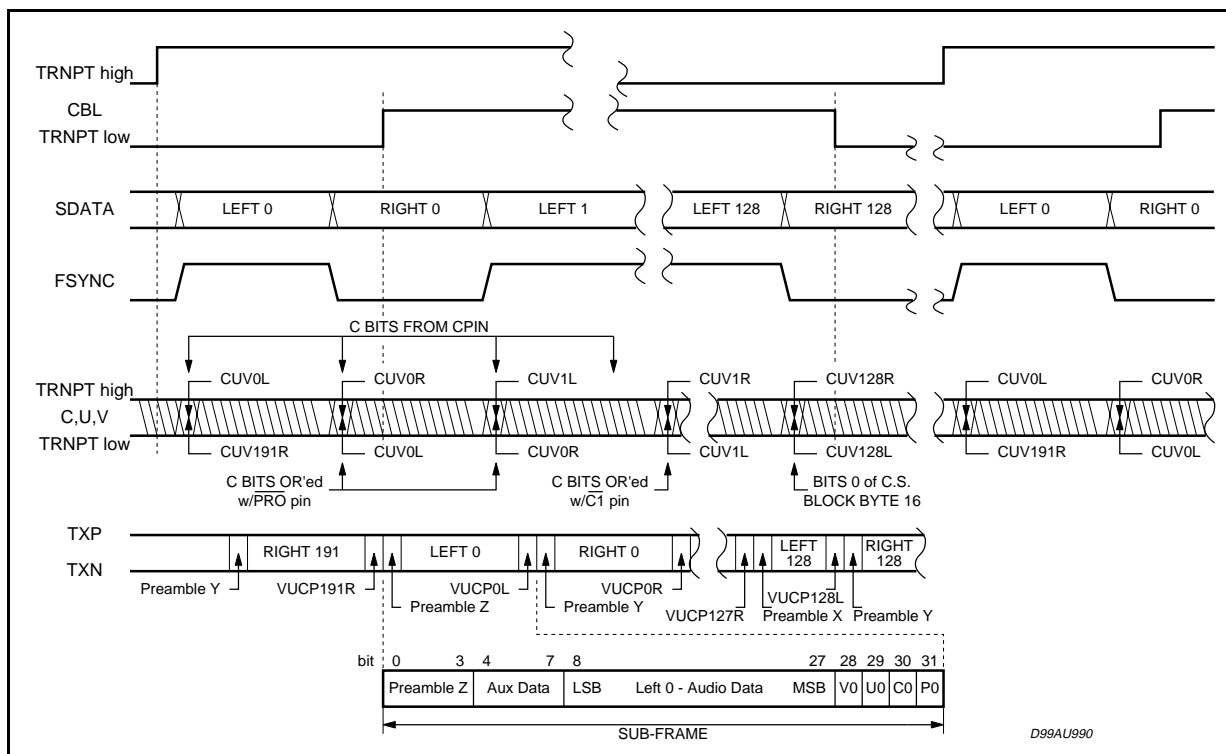 TRNPT high
CBL
TRNPT low
SDATA LEFT 0 RIGHT 0 LEFT 1 LEFT 128 RIGHT 128 LEFT 0 RIGHT 0
FSYNC
C BITS FROM CPIN
TRNPT high CUV0L CUV0R CUV1L CUV1R CUV128R CUV0L CUV0R
C,U,V
TRNPT low CUV191R CUV0L CUV0R CUV1L CUV128L CUV191R CUV0L
C BITS OR'ed
w/PRO pin
C BITS OR'ed
w/C1 pin
BITS 0 of C.S.
BLOCK BYTE 16
TXP
TXN
RIGHT 191 LEFT 0 RIGHT 0
LEFT
128
RIGHT
128
Preamble Y VUCP191R VUCP0L VUCP0R VUCP128L
Preamble Z Preamble Y VUCP127R Preamble X Preamble Y
bit 0 3 4 7 8 27 28 29 30 31
Preamble Z Aux Data LSB Left 0 - Audio Data MSB V0 U0 C0 P0
SUB-FRAME
D99AU990